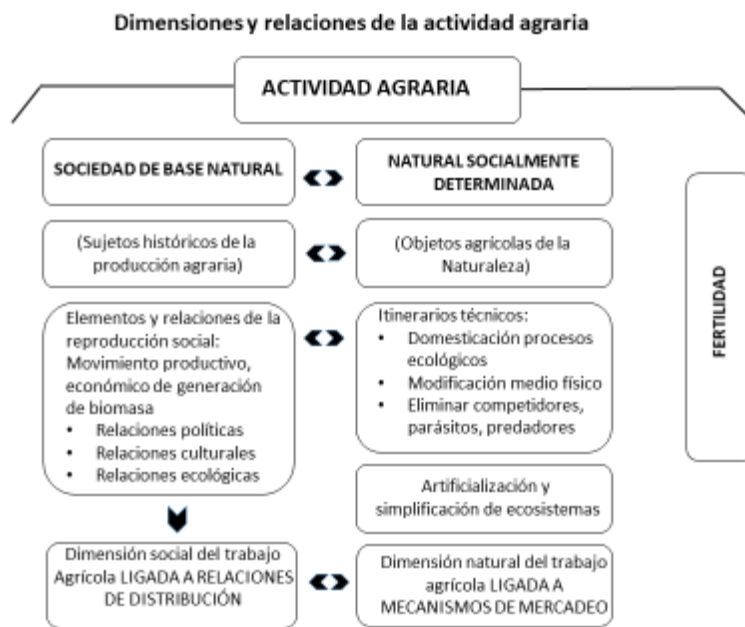 Dimensiones y relaciones de la actividad agraria
ACTIVIDAD AGRARIA
SOCIEDAD DE BASE NATURAL
NATURAL SOCIALMENTE
DETERMINADA
(Sujetos históricos de la
producción agraria)
(Objetos agrícolas de la
Naturaleza)
Elementos y relaciones de la
reproducción social:
Movimiento productivo,
económico de generación
de biomasa
• Relaciones políticas
• Relaciones culturales
• Relaciones ecológicas
Itinerarios técnicos:
• Domesticación procesos
ecológicos
• Modificación medio físico
• Eliminar competidores,
parásitos, predadores
Artificialización y
simplificación de ecosistemas
Dimensión social del trabajo
Agrícola LIGADA A RELACIONES
DE DISTRIBUCIÓN
Dimensión natural del trabajo
agrícola LIGADA A
MECANISMOS DE MERCADEO
FERTILIDAD